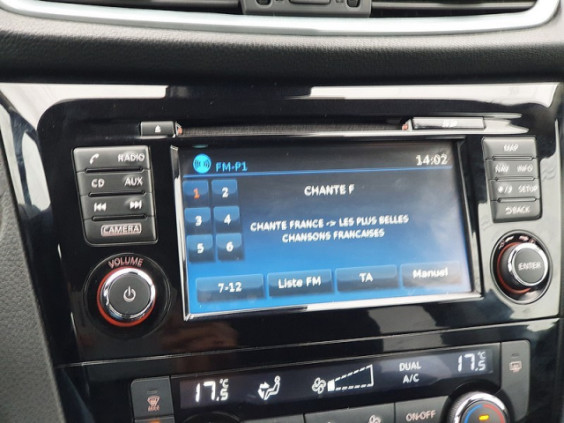 RADIO
CD AUX
CAMERA
VOLUME
FM-P1 14:02
1 2
CHANTE F
3 4
CHANTE FRANCE -> LES PLUS BELLES
CHANSONS FRANCAISES
5 6
7-12 Liste FM TA Manuel
MAP
NAV INFO
SETUP
BACK
ENTER
17.5°C
DUAL
A/C
17.5°C
MAX
ON·OFF